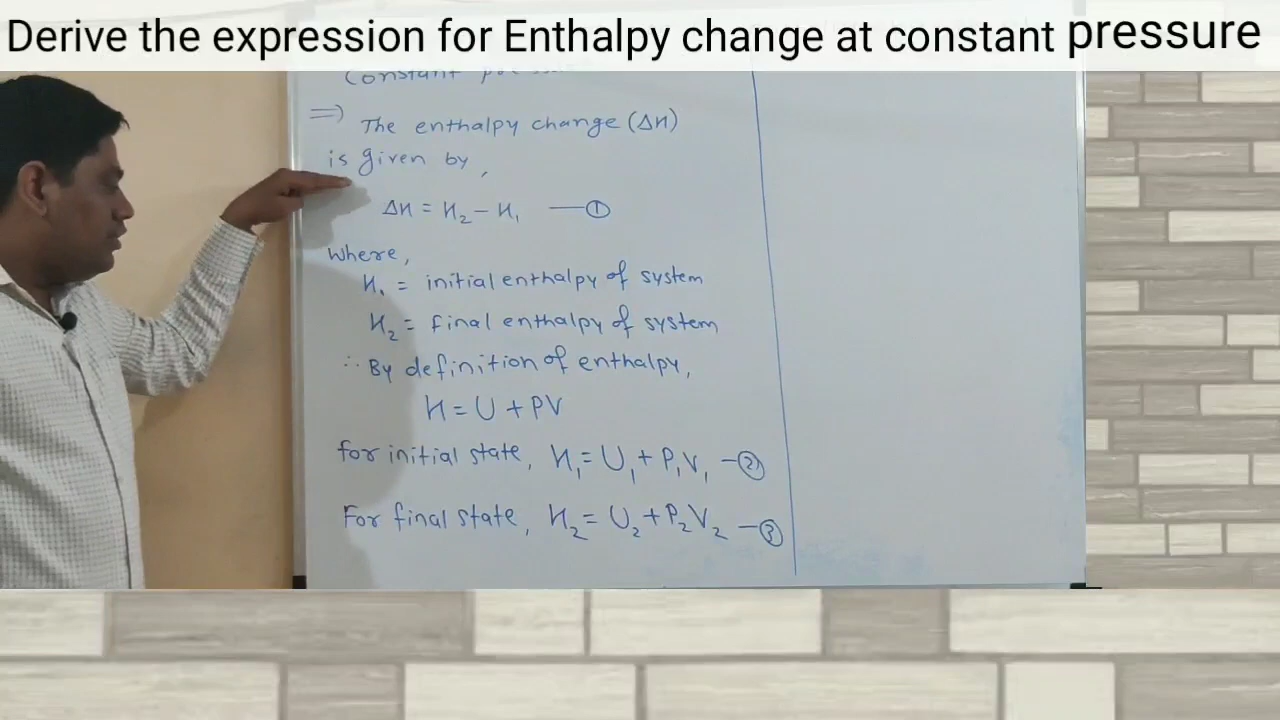 Derive the expression for Enthalpy change at constant pressure
Constant
⇒ The enthalpy change (ΔH)
is given by,
ΔH = H₂ – H₁ —①
where,
H₁ = initial enthalpy of system
H₂ = final enthalpy of system
∴ By definition of enthalpy,
H = U + PV
for initial state, H₁ = U₁ + P₁V₁ –②
For final state, H₂ = U₂ + P₂V₂ –③